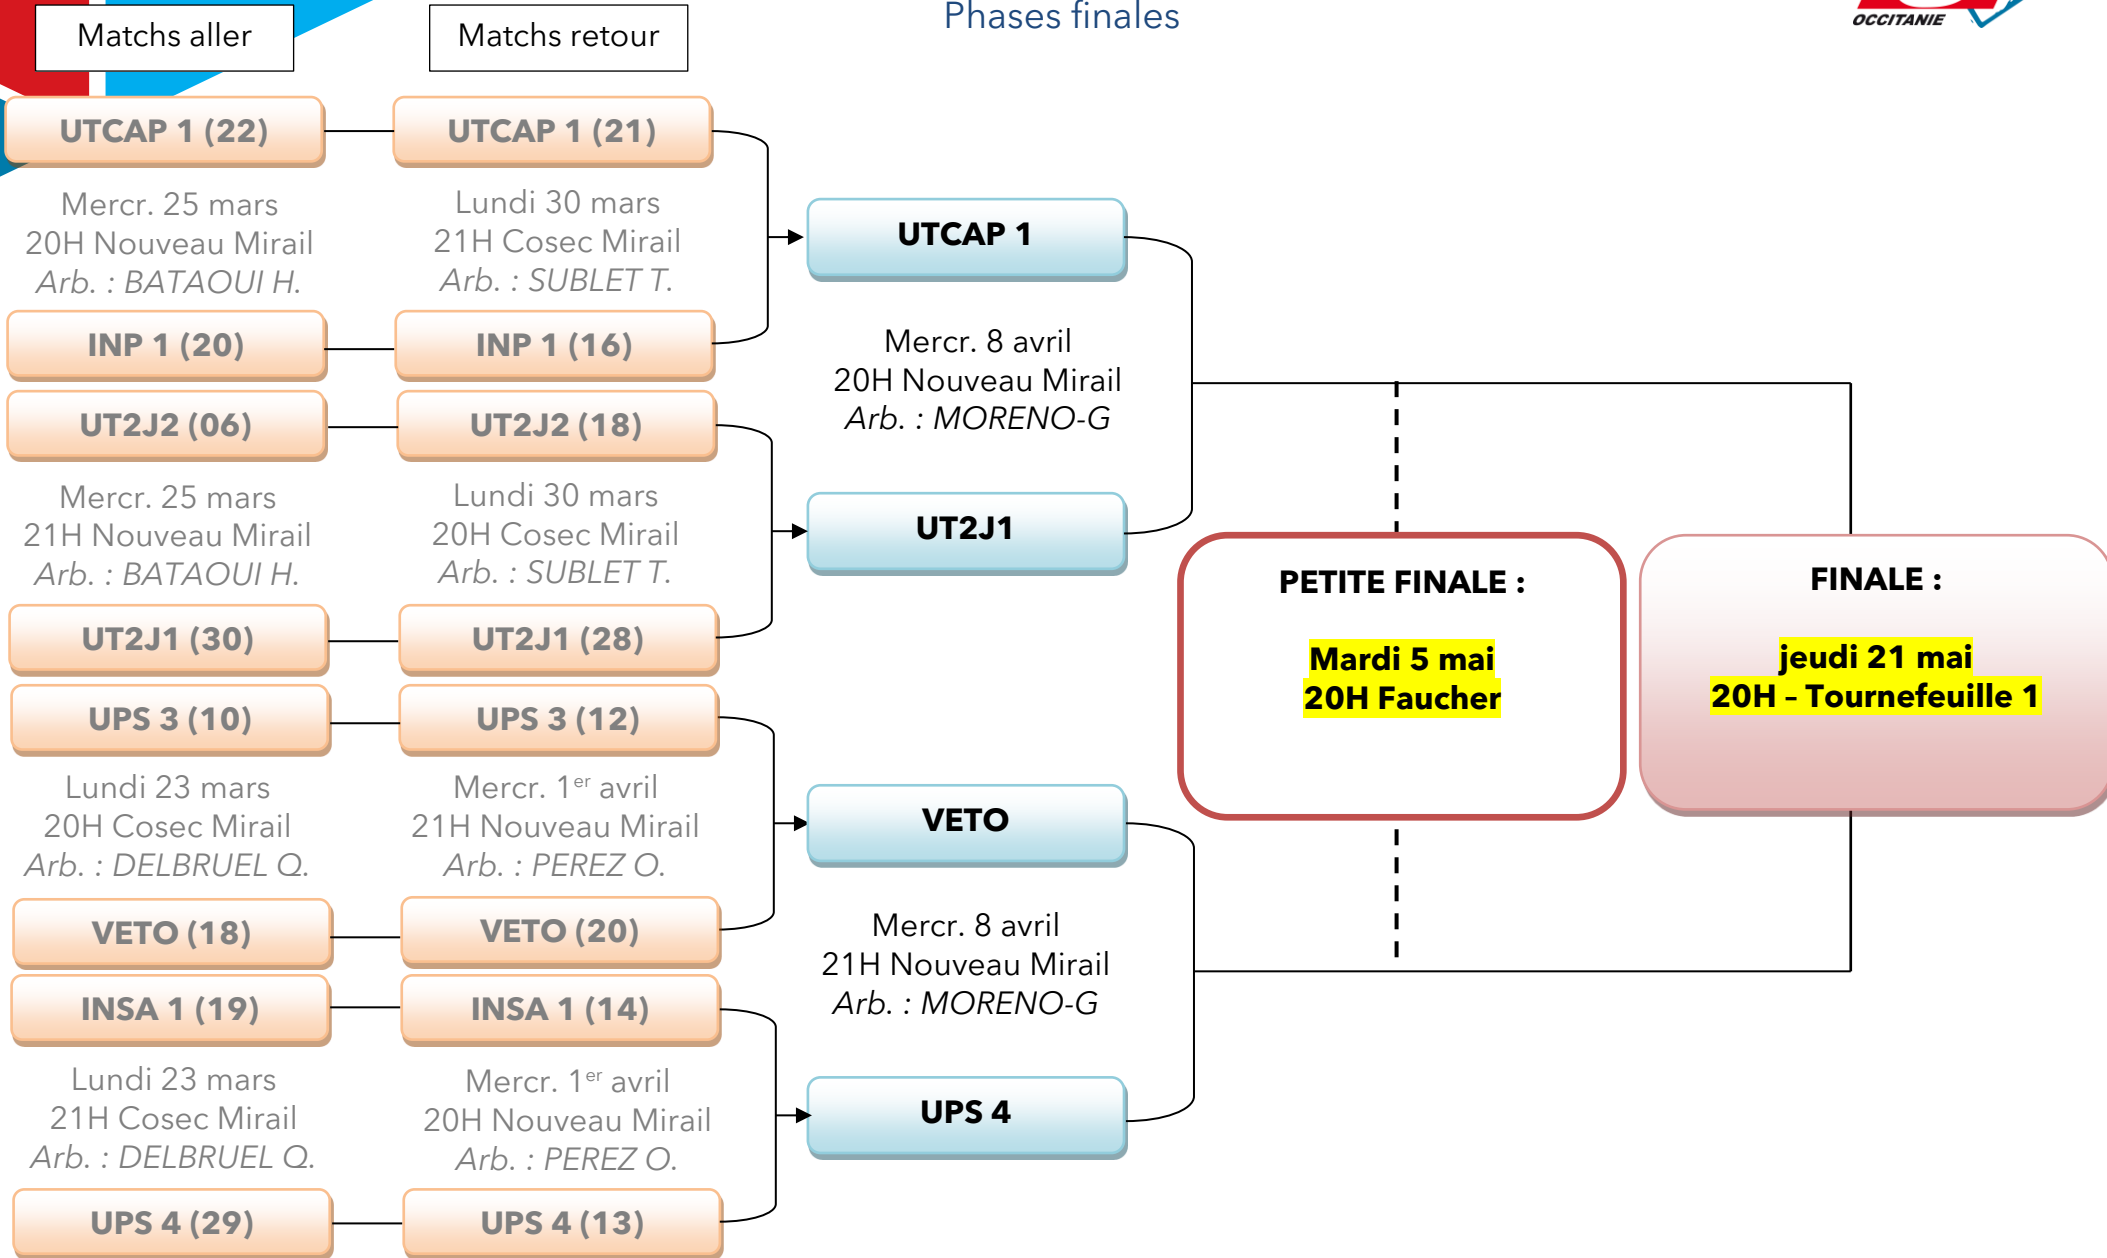 Phases finales
OCCITANIE
Matchs aller
Matchs retour
UTCAP 1 (22)
Mercr. 25 mars
20H Nouveau Mirail
Arb. : BATAOUI H.
INP 1 (20)
UTCAP 1 (21)
Lundi 30 mars
21H Cosec Mirail
Arb. : SUBLET T.
INP 1 (16)
UT2J2 (06)
Mercr. 25 mars
21H Nouveau Mirail
Arb. : BATAOUI H.
UT2J1 (30)
UT2J2 (18)
Lundi 30 mars
20H Cosec Mirail
Arb. : SUBLET T.
UT2J1 (28)
UPS 3 (10)
Lundi 23 mars
20H Cosec Mirail
Arb. : DELBRUEL Q.
VETO (18)
UPS 3 (12)
Mercr. 1er avril
21H Nouveau Mirail
Arb. : PEREZ O.
VETO (20)
INSA 1 (19)
Lundi 23 mars
21H Cosec Mirail
Arb. : DELBRUEL Q.
UPS 4 (29)
INSA 1 (14)
Mercr. 1er avril
20H Nouveau Mirail
Arb. : PEREZ O.
UPS 4 (13)
UTCAP 1
Mercr. 8 avril
20H Nouveau Mirail
Arb. : MORENO-G
UT2J1
VETO
Mercr. 8 avril
21H Nouveau Mirail
Arb. : MORENO-G
UPS 4
PETITE FINALE :
Mardi 5 mai
20H Faucher
FINALE :
jeudi 21 mai
20H – Tournefeuille 1